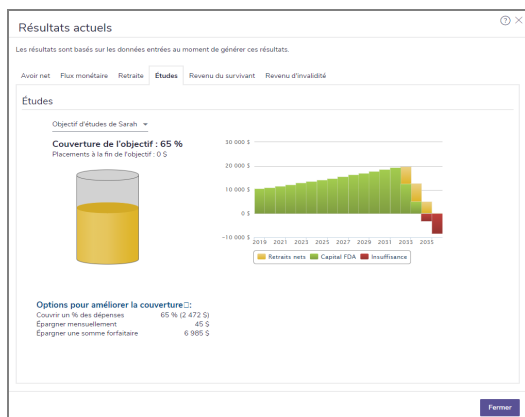 Résultats actuels
Les résultats sont basés sur les données entrées au moment de générer ces résultats.
Avoir net Flux monétaire Retraite Études Revenu du survivant Revenu d'invalidité
Études
Objectif d'études de Sarah
Couverture de l'objectif : 65 %
Placements à la fin de l'objectif : 0 $
30 000 $
20 000 $
10 000 $
0 $
-10 000 $
2019 2021 2023 2025 2027 2029 2031 2033 2035
Retraits nets Capital FDA Insuffisance
Options pour améliorer la couverture :
Couvrir un % des dépenses 65 % (2 472 $)
Épargner mensuellement 45 $
Épargner une somme forfaitaire 6 985 $
Fermer